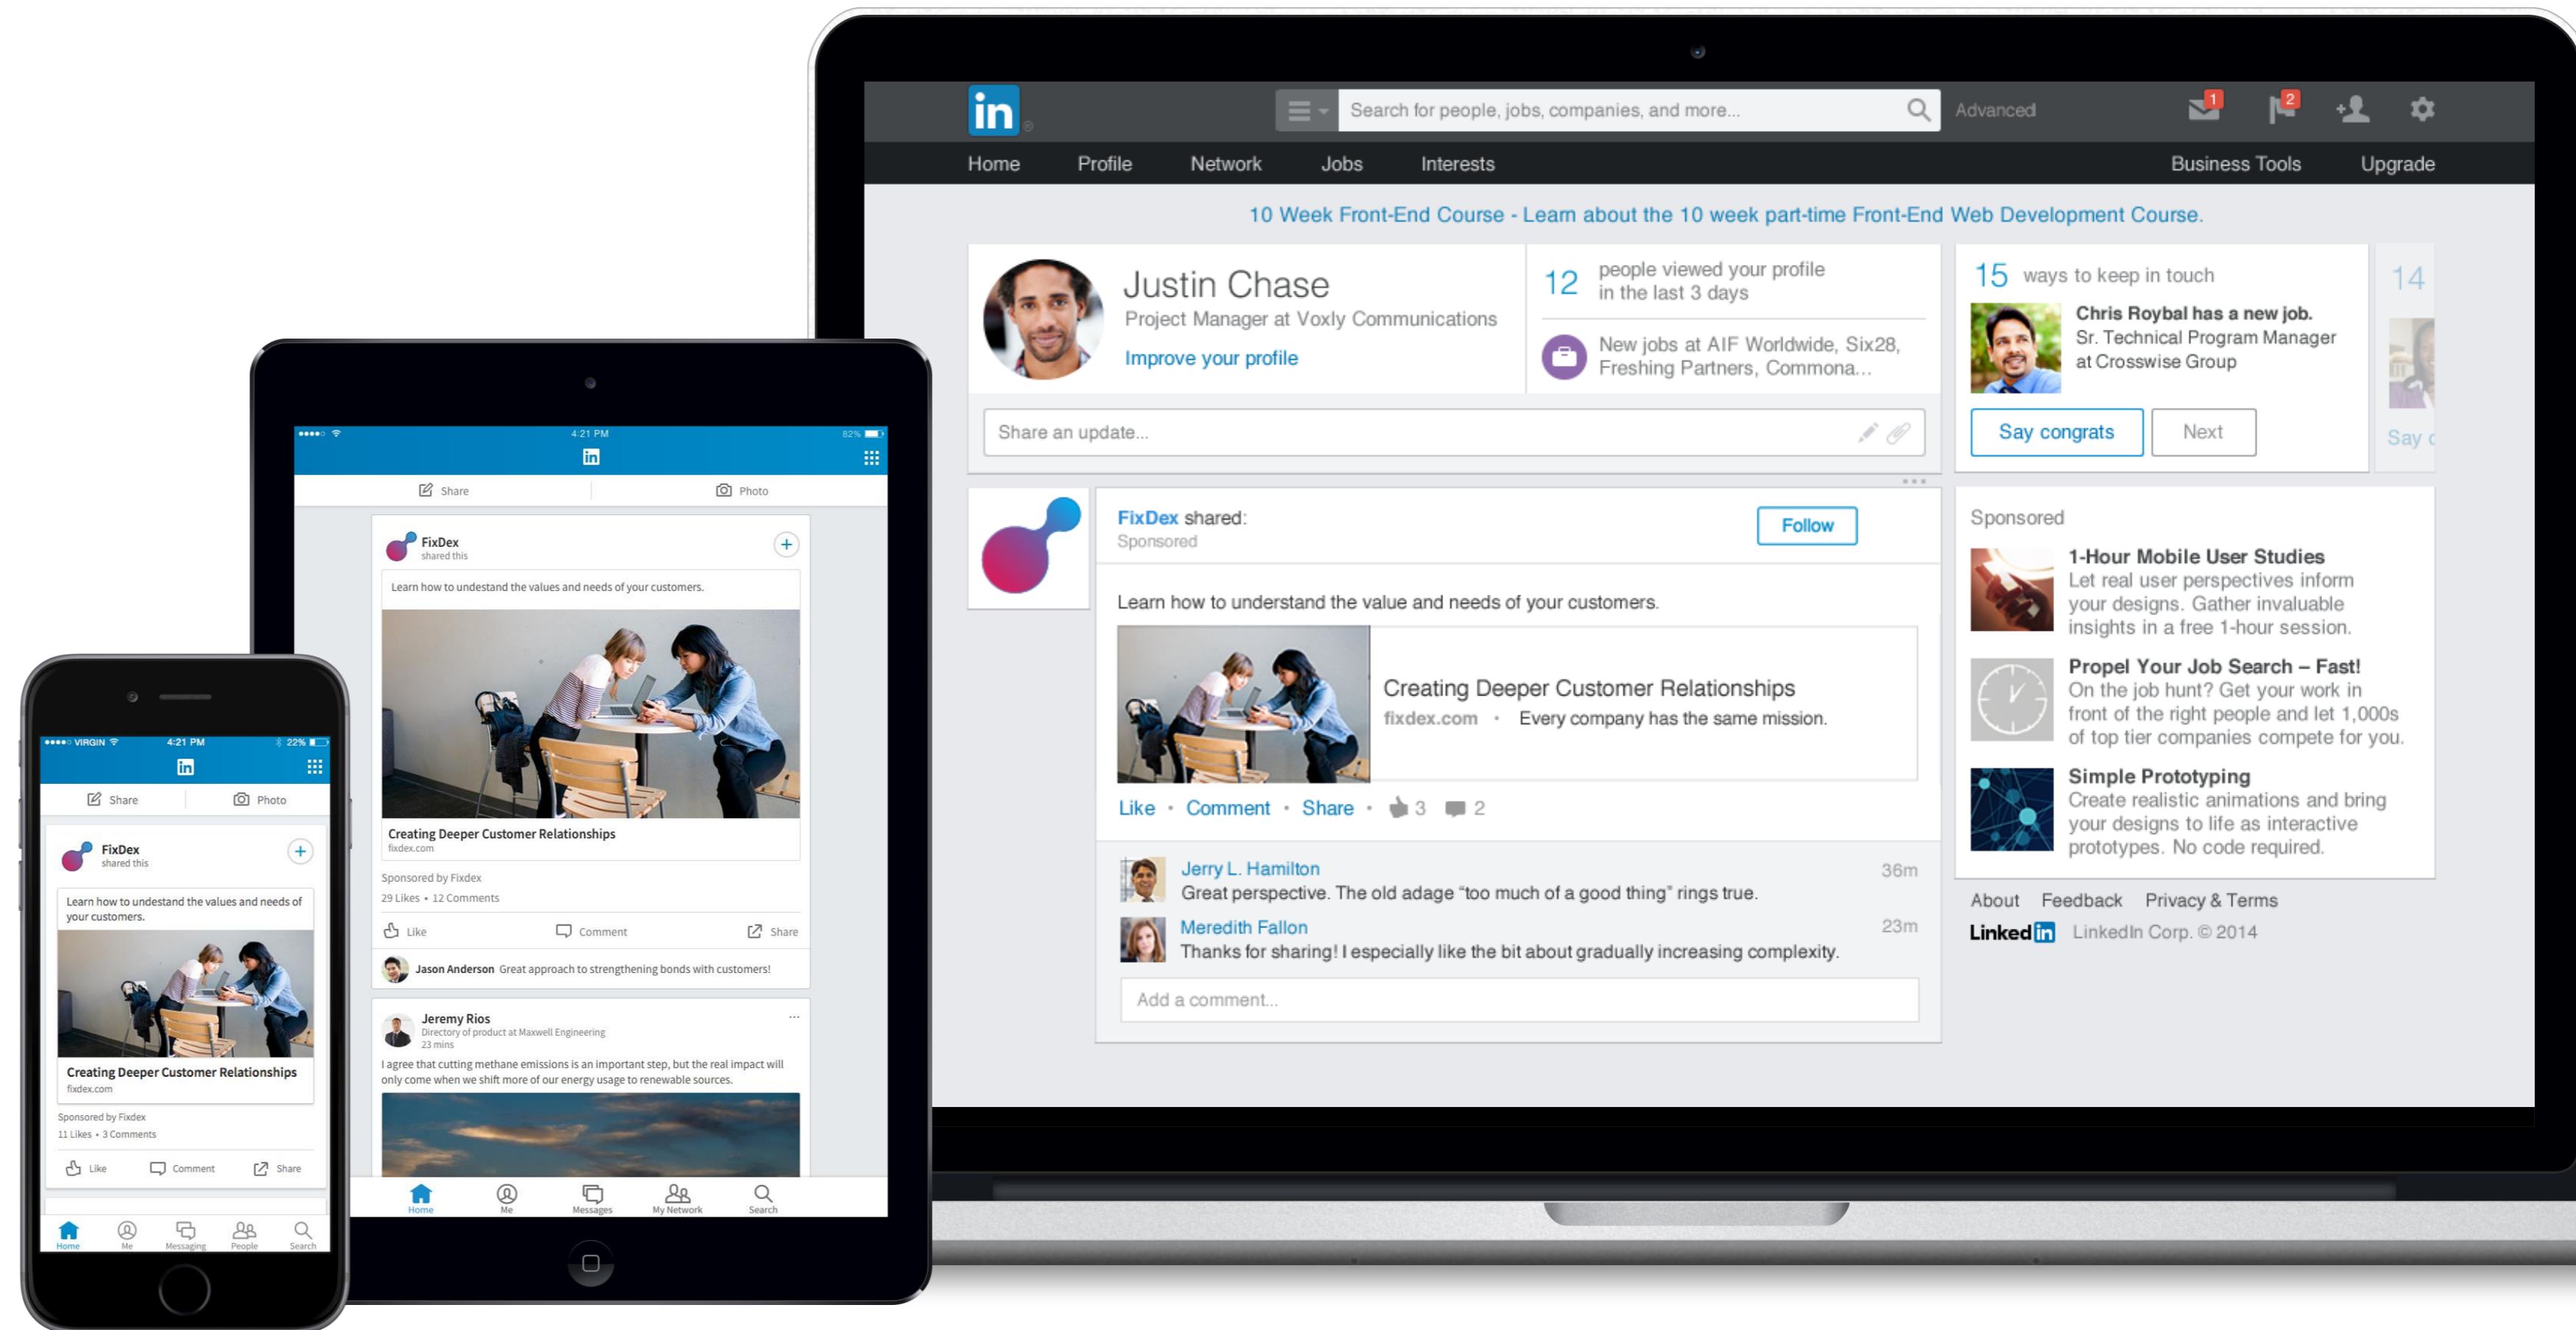 in
Search for people, jobs, companies, and more...
Advanced
1
2
Home Profile Network Jobs Interests Business Tools Upgrade
10 Week Front-End Course - Learn about the 10 week part-time Front-End Web Development Course.
Justin Chase
Project Manager at Voxly Communications
Improve your profile
12 people viewed your profile
in the last 3 days
New jobs at AIF Worldwide, Six28,
Freshing Partners, Commona...
Share an update...
15 ways to keep in touch
Chris Roybal has a new job.
Sr. Technical Program Manager
at Crosswise Group
Say congrats
Next
14
Say
FixDex shared:
Sponsored
Follow
Learn how to understand the value and needs of your customers.
Creating Deeper Customer Relationships
fixdex.com · Every company has the same mission.
Like · Comment · Share · 3 2
Jerry L. Hamilton 36m
Great perspective. The old adage “too much of a good thing” rings true.
Meredith Fallon 23m
Thanks for sharing! I especially like the bit about gradually increasing complexity.
Add a comment...
Sponsored
1-Hour Mobile User Studies
Let real user perspectives inform
your designs. Gather invaluable
insights in a free 1-hour session.
Propel Your Job Search – Fast!
On the job hunt? Get your work in
front of the right people and let 1,000s
of top tier companies compete for you.
Simple Prototyping
Create realistic animations and bring
your designs to life as interactive
prototypes. No code required.
About Feedback Privacy & Terms
Linked in LinkedIn Corp. © 2014
4:21 PM 82%
in
Share Photo
FixDex
shared this
Learn how to undestand the values and needs of your customers.
Creating Deeper Customer Relationships
fixdex.com
Sponsored by Fixdex
29 Likes • 12 Comments
Like Comment Share
Jason Anderson Great approach to strengthening bonds with customers!
Jeremy Rios
Directory of product at Maxwell Engineering
23 mins
I agree that cutting methane emissions is an important step, but the real impact will
only come when we shift more of our energy usage to renewable sources.
Home Me Messages My Network Search
VIRGIN 4:21 PM 22%
in
Share Photo
FixDex
shared this
Learn how to undestand the values and needs of
your customers.
Creating Deeper Customer Relationships
fixdex.com
Sponsored by Fixdex
11 Likes • 3 Comments
Like Comment Share
Home Me Messaging People Search